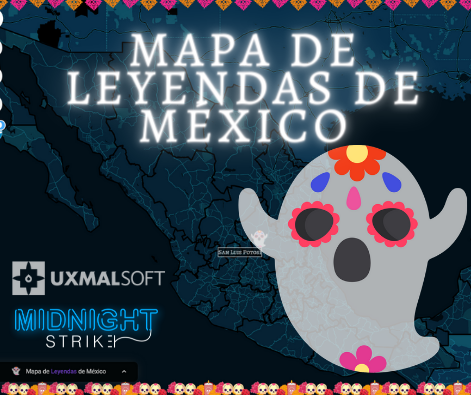 MAPA DE
LEYENDAS DE
MÉXICO
SAN LUIS POTOSÍ
UXMALSOFT
MIDNIGHT
STRIKE
Mapa de Leyendas de México